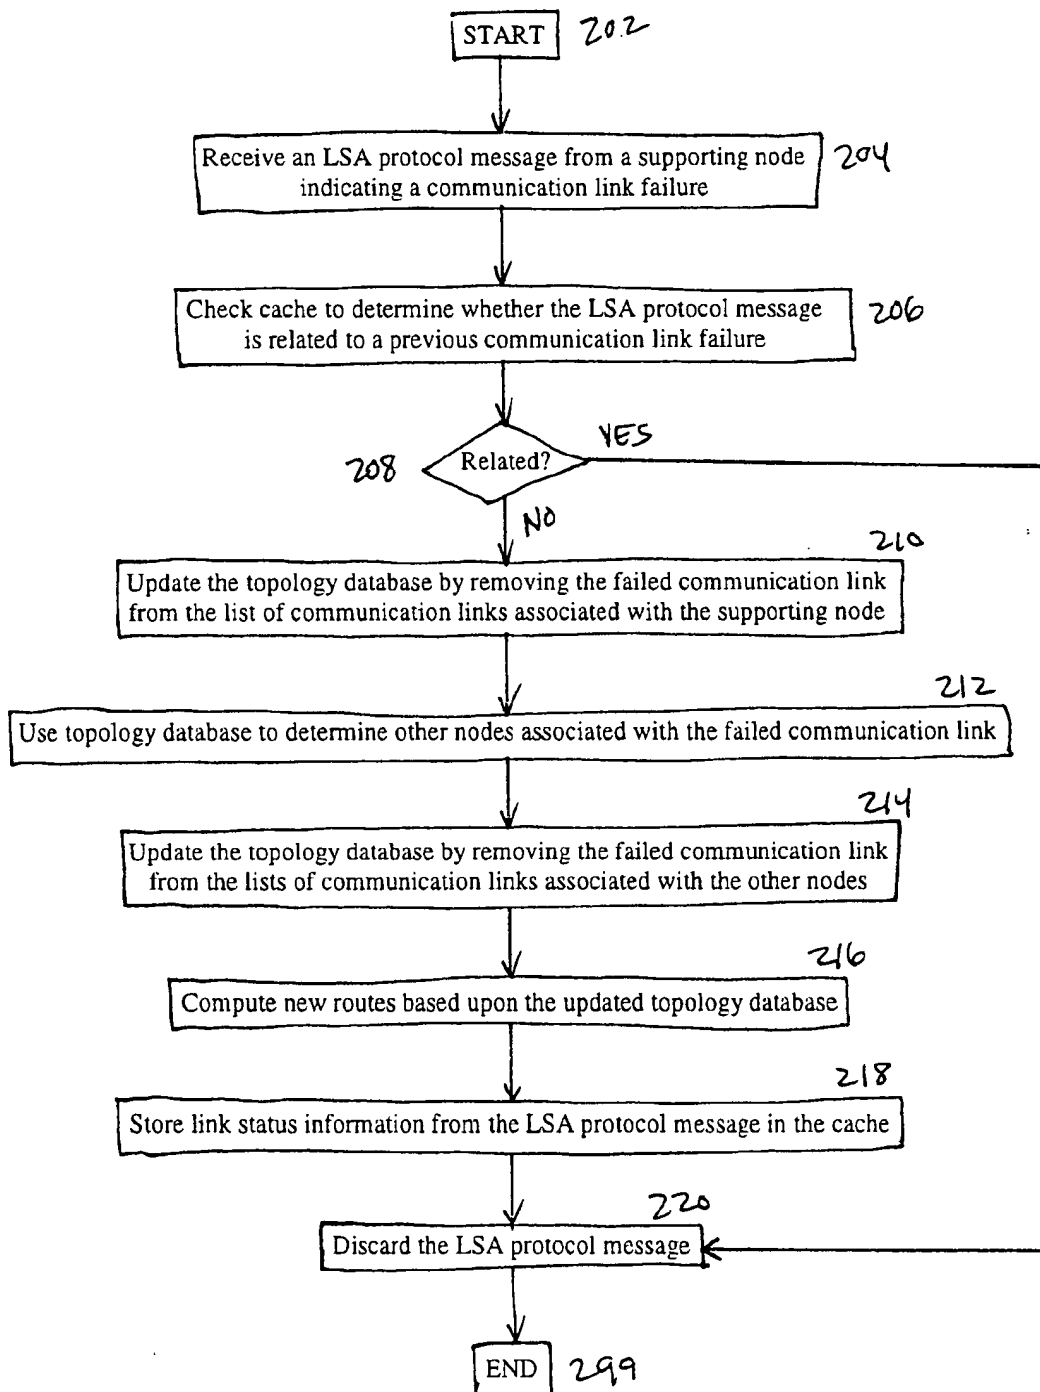 START 202
Receive an LSA protocol message from a supporting node 204
indicating a communication link failure
Check cache to determine whether the LSA protocol message 206
is related to a previous communication link failure
YES
208 Related?
NO
210
Update the topology database by removing the failed communication link
from the list of communication links associated with the supporting node
212
Use topology database to determine other nodes associated with the failed communication link
214
Update the topology database by removing the failed communication link
from the lists of communication links associated with the other nodes
216
Compute new routes based upon the updated topology database
218
Store link status information from the LSA protocol message in the cache
220
Discard the LSA protocol message
END 299